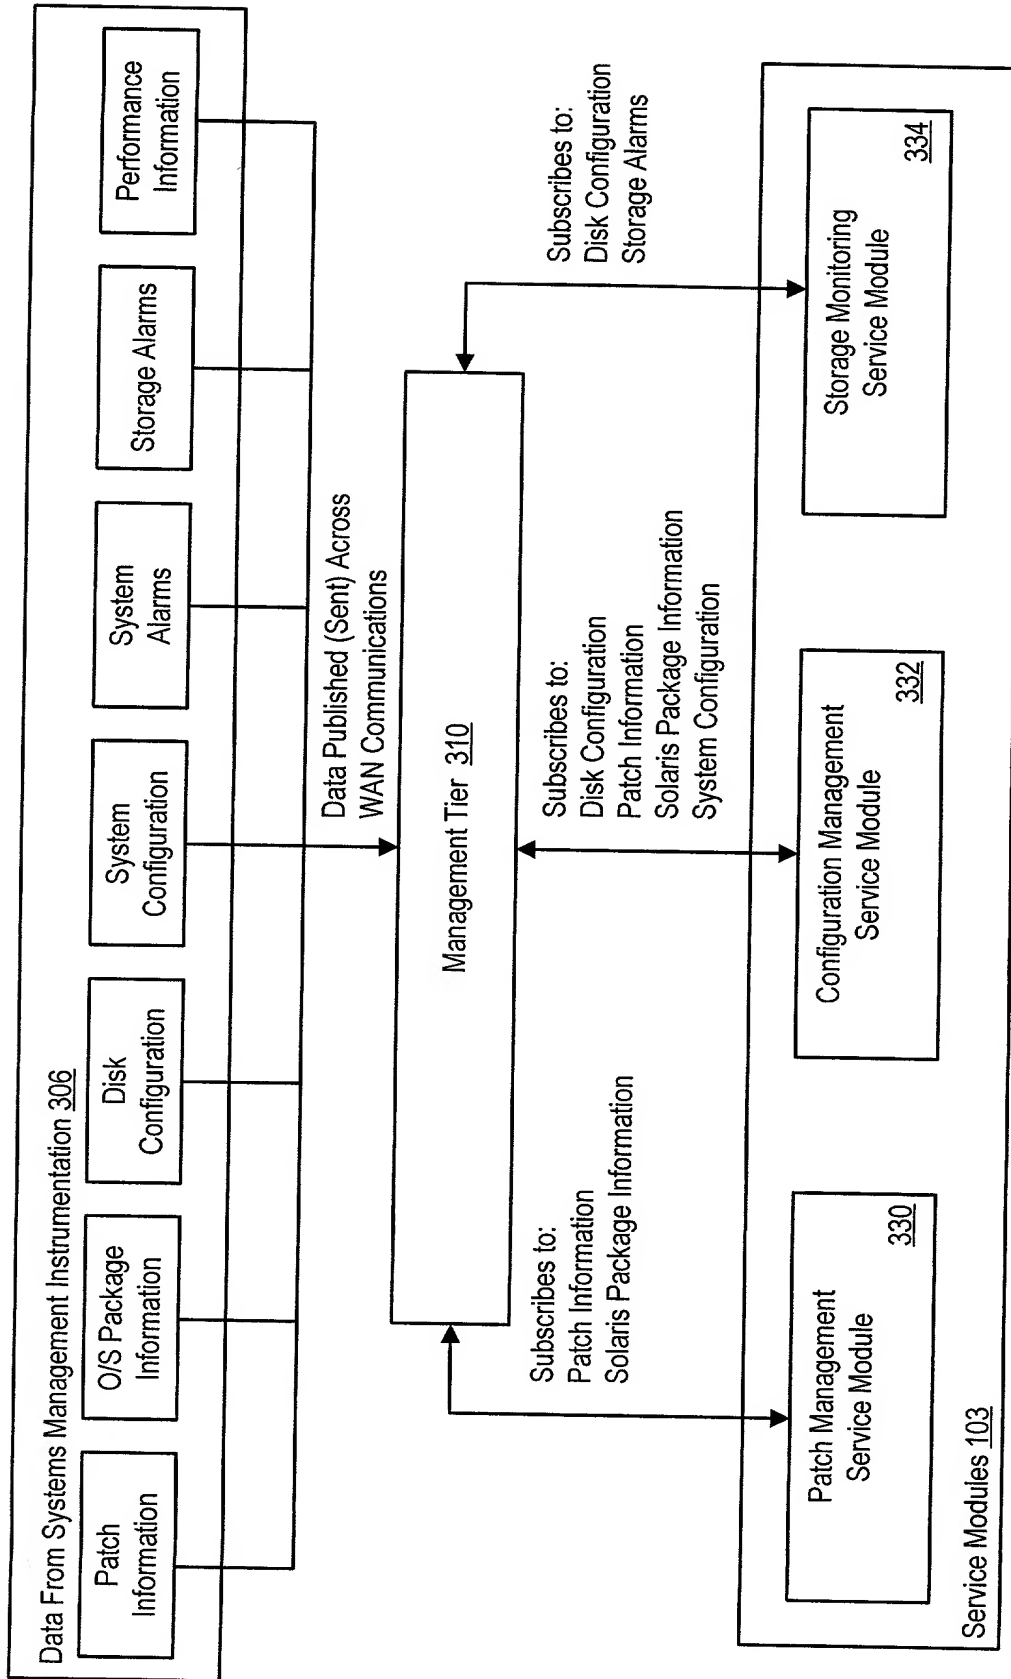 Data From Systems Management Instrumentation 306
Patch
Information
O/S Package
Information
Disk
Configuration
System
Configuration
System
Alarms
Storage Alarms
Performance
Information
Data Published (Sent) Across
WAN Communications
Management Tier 310
Subscribes to:
Patch Information
Solaris Package Information
Subscribes to:
Disk Configuration
Patch Information
Solaris Package Information
System Configuration
Subscribes to:
Disk Configuration
Storage Alarms
Patch Management
Service Module
330
Configuration Management
Service Module
332
Storage Monitoring
Service Module
334
Service Modules 103